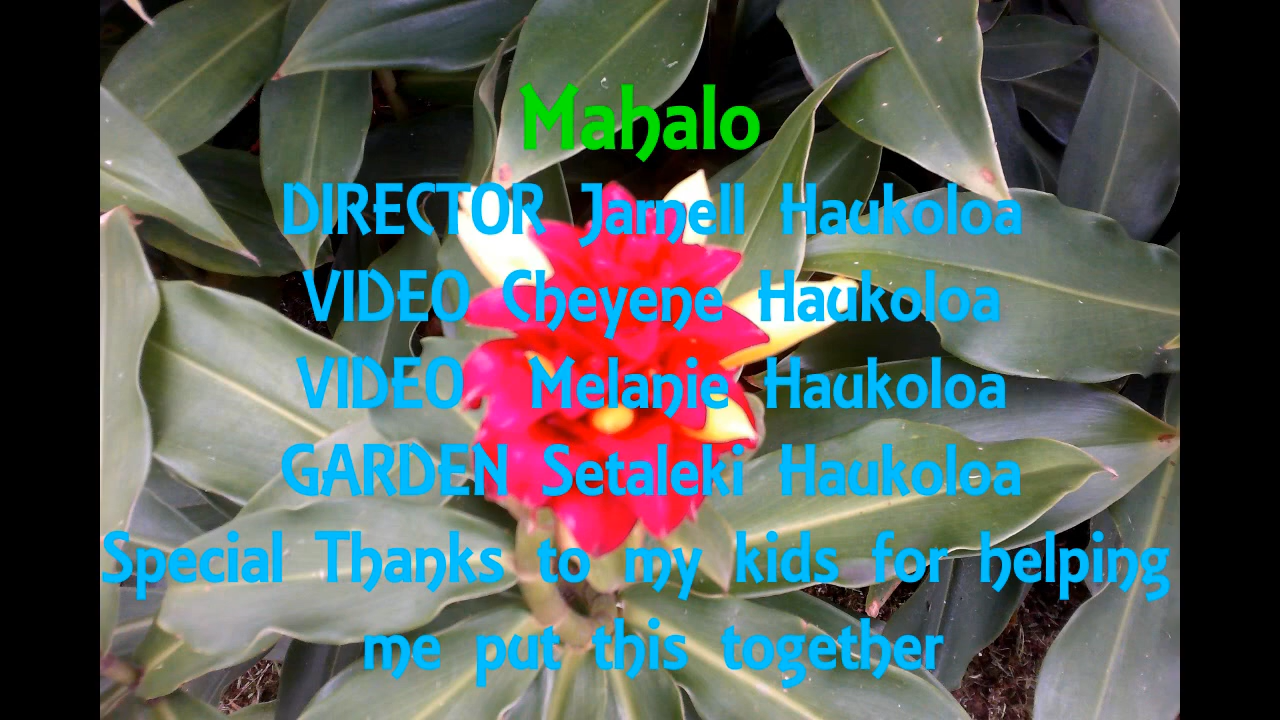 Mahalo
DIRECTOR Jarnell Haukoloa
VIDEO Cheyene Haukoloa
VIDEO Melanie Haukoloa
GARDEN Setaleki Haukoloa
Special Thanks to my kids for helping
me put this together